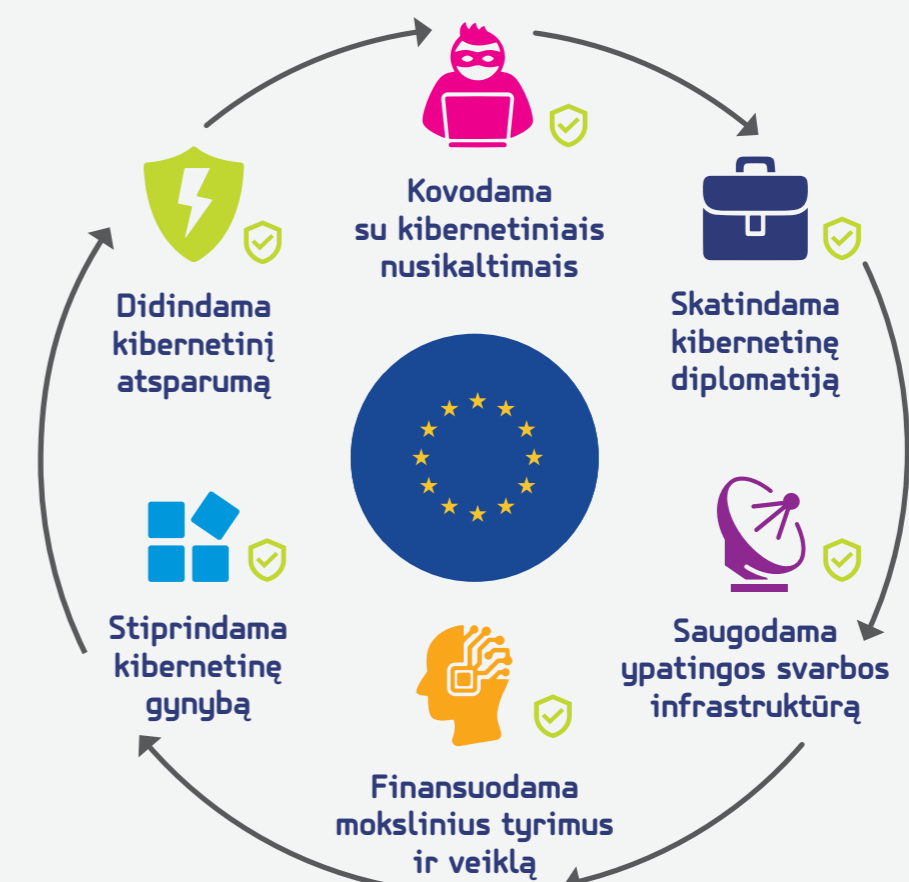 Kovodama
su kibernetiniais
nusikaltimais
Skatindama
kibernetinę
diplomatiją
Saugodama
ypatingos svarbos
infrastruktūrą
Finansuodama
mokslinius tyrimus
ir veiklą
Stiprindama
kibernetinę
gynybą
Didindama
kibernetinį
atsparumą